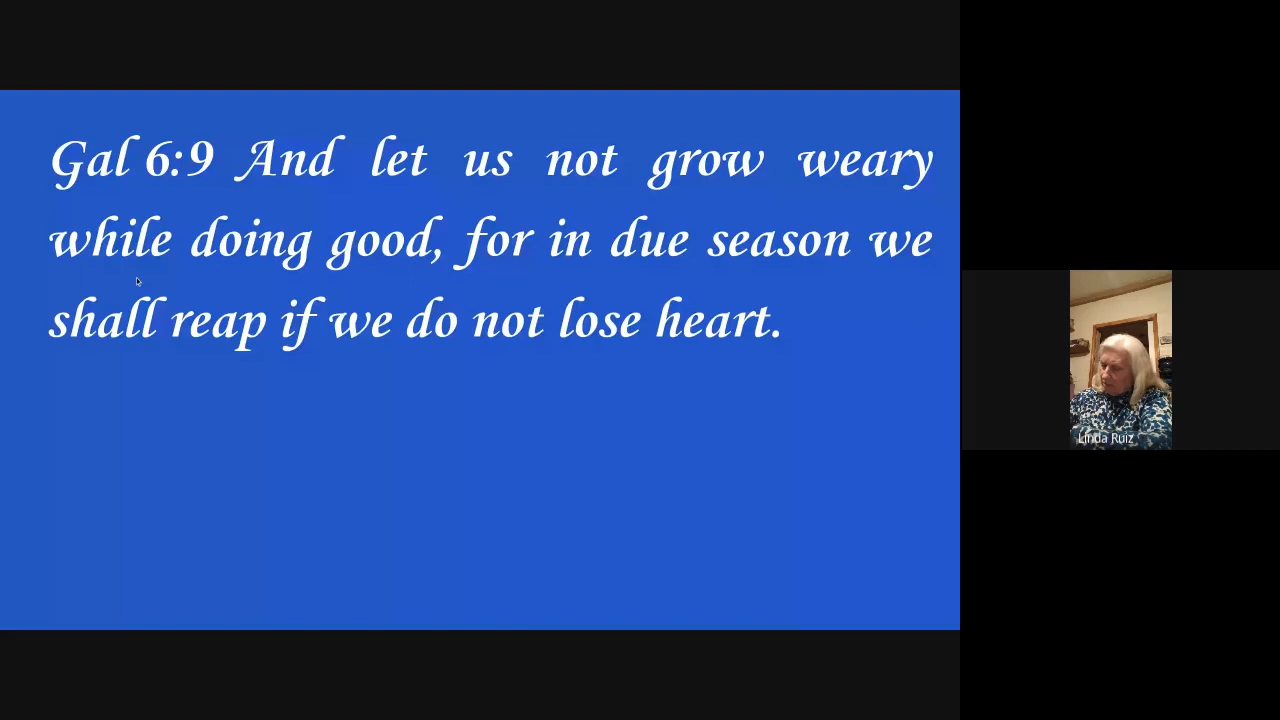 Gal 6:9 And let us not grow weary
while doing good, for in due season we
shall reap if we do not lose heart.
Linda Ruiz